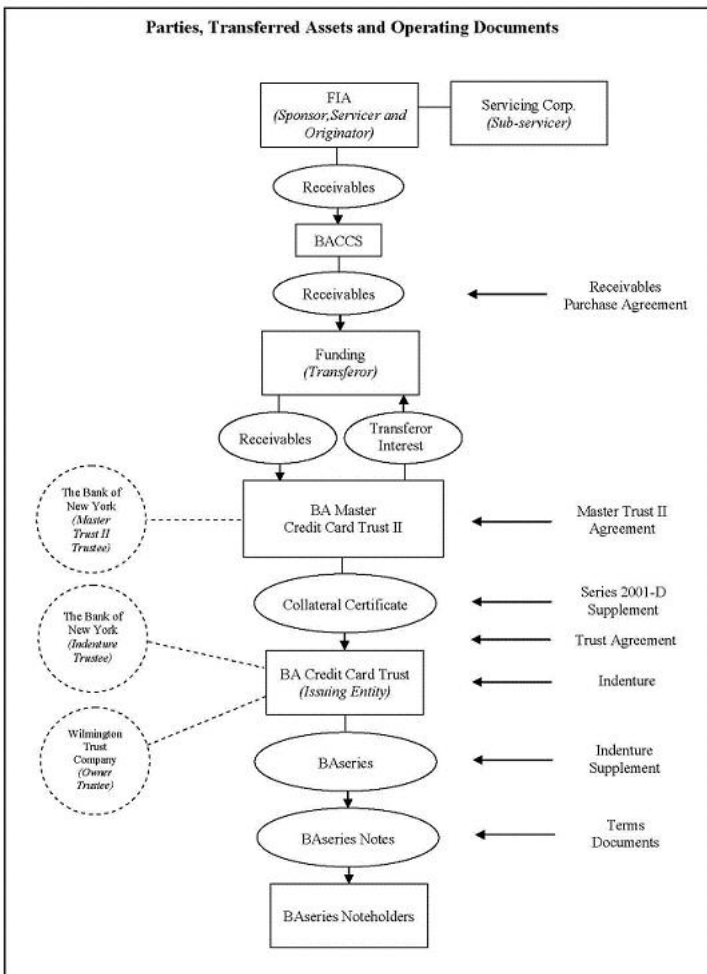 Parties, Transferred Assets and Operating Documents
FIA
(Sponsor,Servicer and
Originator)
Servicing Corp.
(Sub-servicer)
Receivables
BACCS
Receivables
Receivables
Purchase Agreement
Funding
(Transferor)
Receivables
Transferor
Interest
The Bank of
New York
(Master
Trust II
Trustee)
BA Master
Credit Card Trust II
Master Trust II
Agreement
Collateral Certificate
Series 2001-D
Supplement
The Bank of
New York
(Indenture
Trustee)
Trust Agreement
BA Credit Card Trust
(Issuing Entity)
Indenture
Wilmington
Trust
Company
(Owner
Trustee)
BAseries
Indenture
Supplement
BAseries Notes
Terms
Documents
BAseries Noteholders